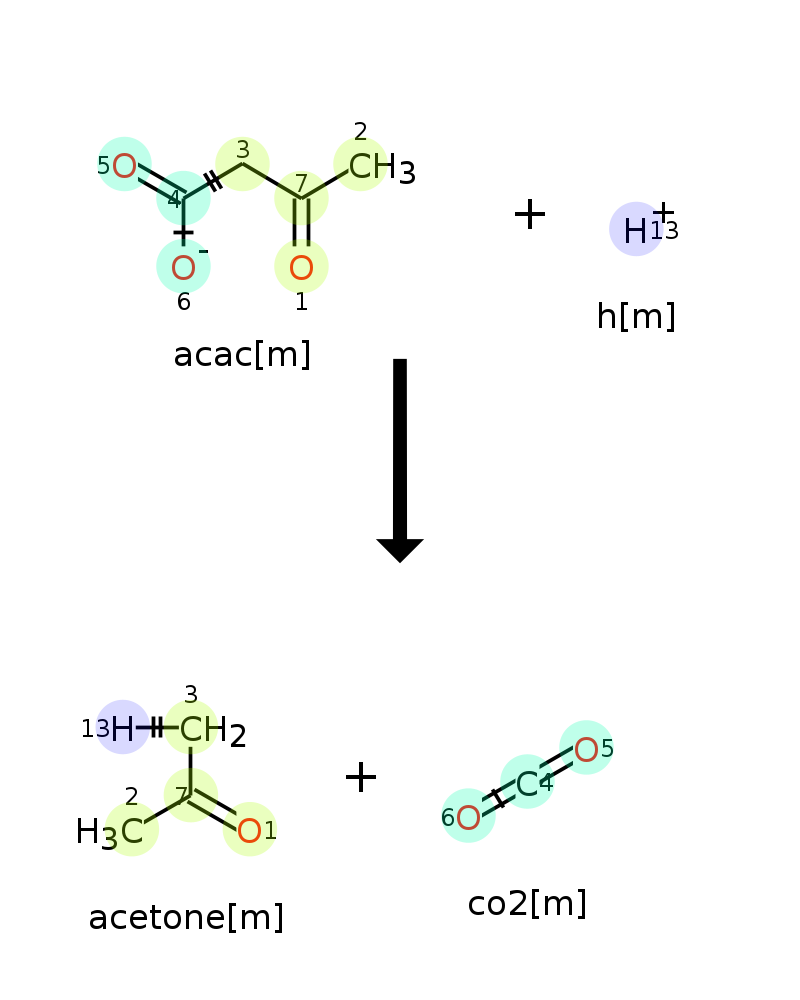 2
3
5O
4
7
CH3
H+
13
O-
O
6
1
h[m]
acac[m]
3
13H
CH2
+
2
7
O5
C4
H3C
O1
6O
+
acetone[m]
co2[m]